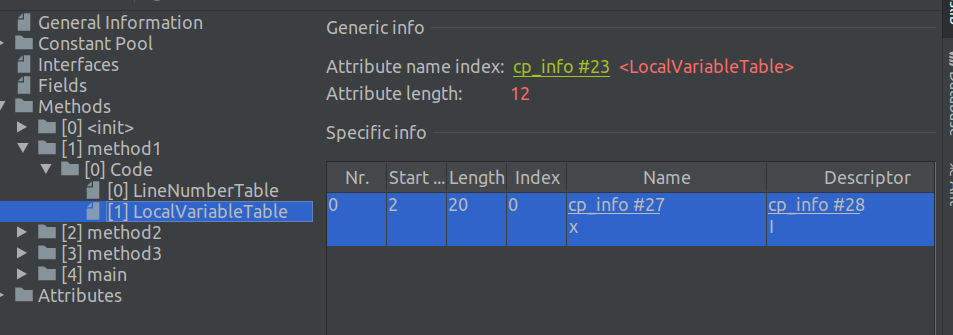 General Information
Constant Pool
Interfaces
Fields
Methods
[0] <init>
[1] method1
[0] Code
[0] LineNumberTable
[1] LocalVariableTable
[2] method2
[3] method3
[4] main
Attributes
Generic info
Attribute name index: cp_info #23 <LocalVariableTable>
Attribute length: 12
Specific info
Nr. Start ... Length Index Name Descriptor
0 2 20 0 cp_info #27 cp_info #28
x I
Database